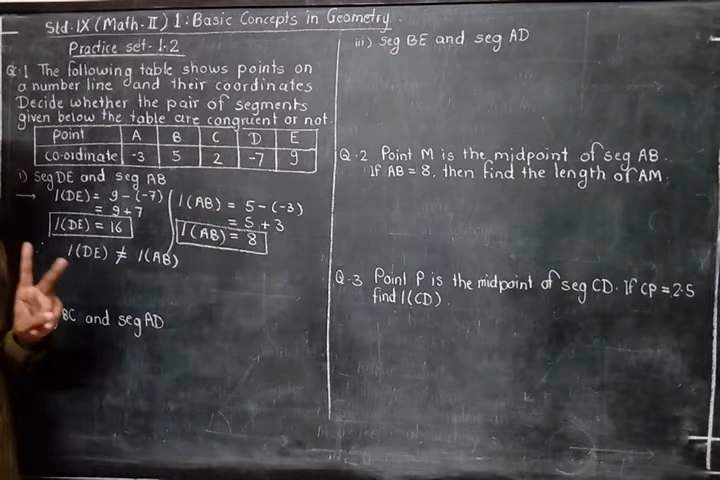 Std. IX (Math-II) 1: Basic Concepts in Geometry.
Practice set-1.2
Q.1 The following table shows points on
a number line and their coordinates
Decide whether the pair of segments
given below the table are congruent or not.
Point A B C D E
co-ordinate -3 5 2 -7 9
i) Seg DE and seg AB
→ l(DE) = 9 - (-7)
= 9 + 7
l(DE) = 16
l(AB) = 5 - (-3)
= 5 + 3
l(AB) = 8
l(DE) ≠ l(AB)
BC and seg AD
iii) Seg BE and seg AD
Q.2 Point M is the midpoint of seg AB.
If AB = 8, then find the length of AM.
Q.3 Point P is the midpoint of seg CD. If CP = 2.5
find l(CD).